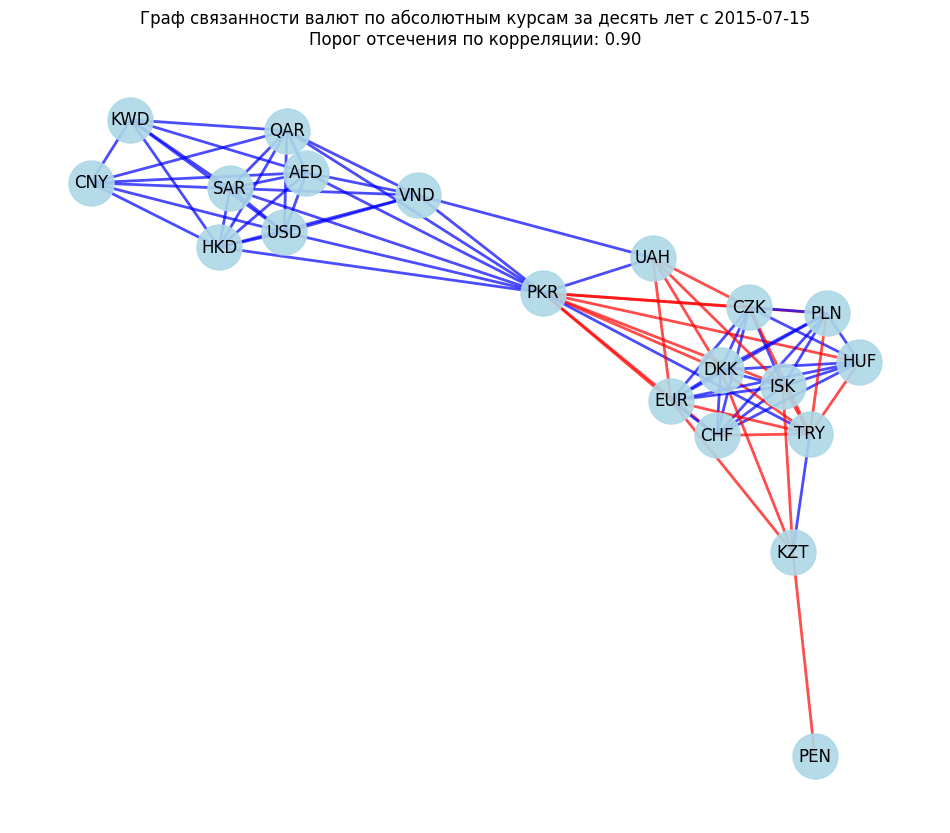 Граф связанности валют по абсолютным курсам за десять лет с 2015-07-15
Порог отсечения по корреляции: 0.90
KWD
QAR
AED
CNY
SAR
VND
USD
HKD
UAH
PKR
CZK
PLN
HUF
DKK
ISK
EUR
CHF
TRY
KZT
PEN